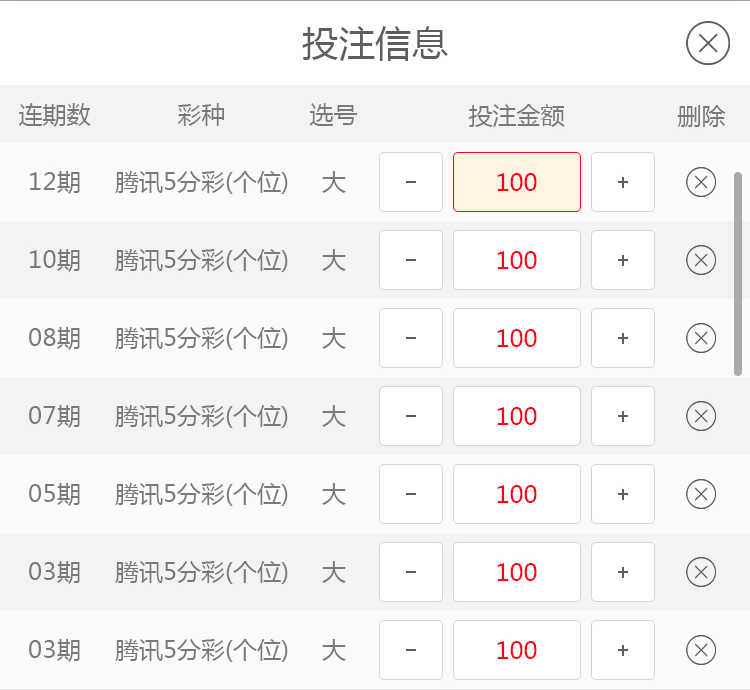 投注信息
连期数 彩种 选号 投注金额 删除
12期 腾讯5分彩(个位) 大 - 100 +
10期 腾讯5分彩(个位) 大 - 100 +
08期 腾讯5分彩(个位) 大 - 100 +
07期 腾讯5分彩(个位) 大 - 100 +
05期 腾讯5分彩(个位) 大 - 100 +
03期 腾讯5分彩(个位) 大 - 100 +
03期 腾讯5分彩(个位) 大 - 100 +